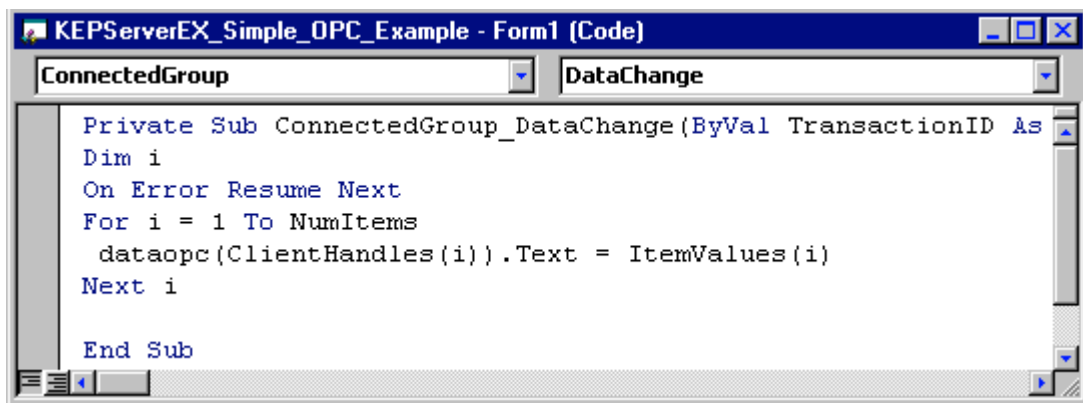 KEPServerEX_Simple_OPC_Example - Form1 (Code)
ConnectedGroup DataChange
Private Sub ConnectedGroup_DataChange(ByVal TransactionID As
Dim i
On Error Resume Next
For i = 1 To NumItems
dataopc(ClientHandles(i)).Text = ItemValues(i)
Next i
End Sub